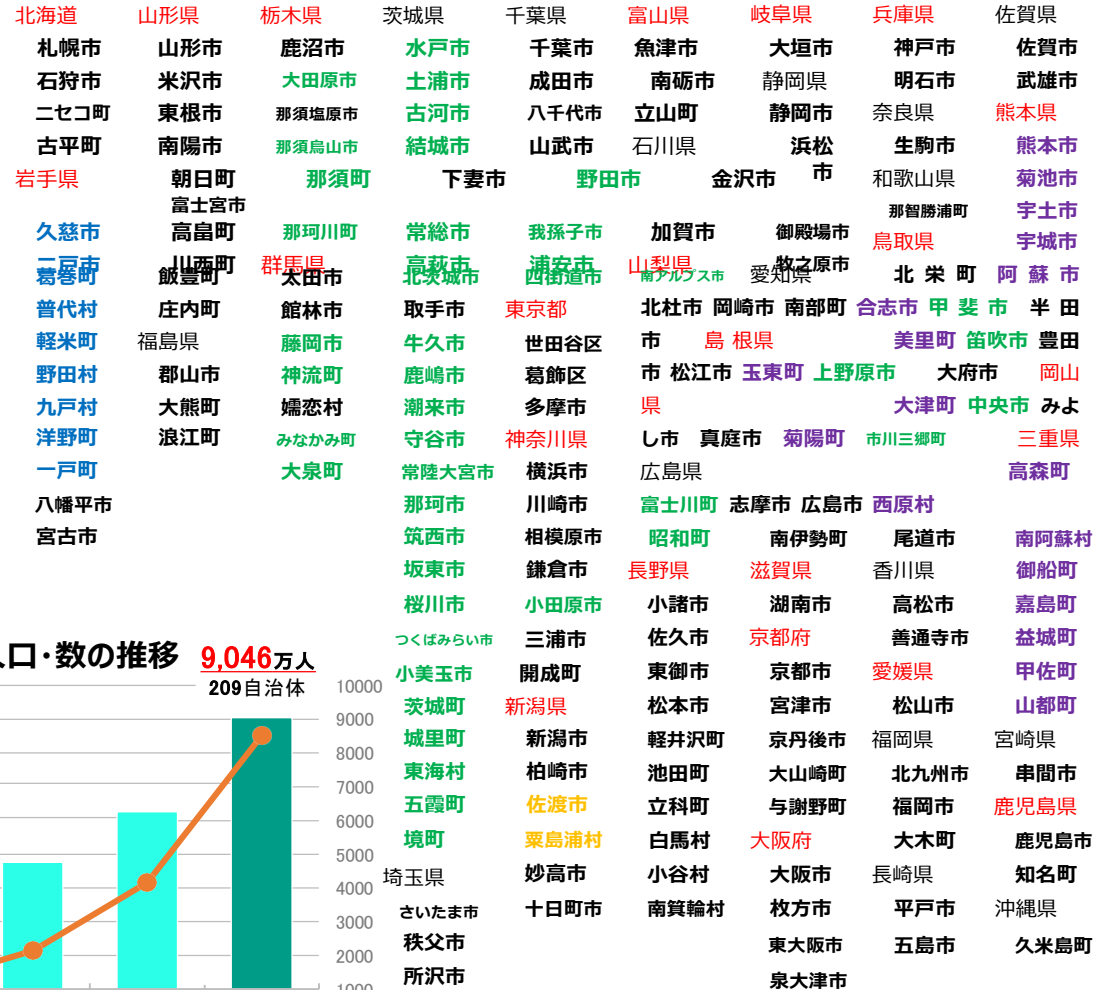 北海道 山形県 栃木県 茨城県 千葉県 富山県 岐阜県 兵庫県 佐賀県
札幌市 山形市 鹿沼市 水戸市 千葉市 魚津市 大垣市 神戸市 佐賀市
石狩市 米沢市 大田原市 土浦市 成田市 南砺市 静岡県 明石市 武雄市
ニセコ町 東根市 那須塩原市 古河市 八千代市 立山町 静岡市 奈良県 熊本県
古平町 南陽市 那須烏山市 結城市 山武市 石川県 浜松市 生駒市 熊本市
岩手県 朝日町 那須町 下妻市 野田市 金沢市 和歌山県 菊池市
富士宮市 那智勝浦町 宇土市
久慈市 高畠町 那珂川町 常総市 我孫子市 加賀市 御殿場市 鳥取県 宇城市
二戸市 川西町 群馬県 高萩市 浦安市 山梨県 牧之原市
葛巻町 飯豊町 太田市 北茨城市 四街道市 南アルプス市 愛知県 北栄町 阿蘇市
普代村 庄内町 館林市 取手市 東京都 北杜市 岡崎市 南部町 合志市 甲斐市 半田
軽米町 福島県 藤岡市 牛久市 世田谷区 市 島根県 美里町 笛吹市 豊田
野田村 郡山市 神流町 鹿嶋市 葛飾区 市 松江市 玉東町 上野原市 大府市 岡山
九戸村 大熊町 嬬恋村 潮来市 多摩市 県 大津町 中央市 みよ
洋野町 浪江町 みなかみ町 守谷市 神奈川県 し市 真庭市 菊陽町 市川三郷町 三重県
一戸町 大泉町 常陸大宮市 横浜市 広島県 高森町
八幡平市 那珂市 川崎市 富士川町 志摩市 広島市 西原村
宮古市 筑西市 相模原市 昭和町 南伊勢町 尾道市 南阿蘇村
坂東市 鎌倉市 長野県 滋賀県 香川県 御船町
桜川市 小田原市 小諸市 湖南市 高松市 嘉島町
つくばみらい市 三浦市 佐久市 京都府 善通寺市 益城町
人口・数の推移 9,046万人
209自治体
小美玉市 開成町 東御市 京都市 愛媛県 甲佐町
茨城町 新潟県 松本市 宮津市 松山市 山都町
城里町 新潟市 軽井沢町 京丹後市 福岡県 宮崎県
東海村 柏崎市 池田町 大山崎町 北九州市 串間市
五霞町 佐渡市 立科町 与謝野町 福岡市 鹿児島県
境町 粟島浦村 白馬村 大阪府 大木町 鹿児島市
埼玉県 妙高市 小谷村 大阪市 長崎県 知名町
さいたま市 十日町市 南箕輪村 枚方市 平戸市 沖縄県
秩父市 東大阪市 五島市 久米島町
所沢市 泉大津市
10000
9000
8000
7000
6000
5000
4000
3000
2000
1000